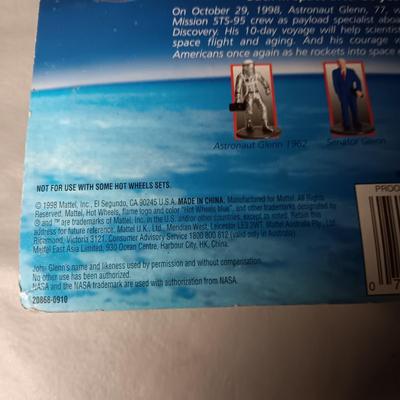 On October 29, 1998, Astronaut Glenn, 77, w
Mission STS-95 crew as payload specialist aboa
Discovery. His 10-day voyage will help scientis
space flight and aging. And his courage w
Americans once again as he rockets into space
Astronaut Glenn 1962
Senator Glenn
NOT FOR USE WITH SOME HOT WHEELS SETS.
© 1998 Mattel, Inc., El Segundo, CA 90245 U.S.A. MADE IN CHINA. Manufactured for Mattel. All Rights
Reserved. Mattel, Hot Wheels, flame logo and color "Hot Wheels blue", and other trademarks designated by
® and ™ are trademarks of Mattel, Inc. in the U.S. and/or other countries, except as noted. Retain this
address for future reference. Mattel U.K., Ltd., Meridian West, Leicester LE3 2WT. Mattel Australia Pty., Ltd.,
Richmond, Victoria 3121. Consumer Advisory Service 1800 800 812 (valid only in Australia)
Mattel East Asia Limited, 930 Ocean Centre, Harbour City, HK, China.
John Glenn's name and likeness used by permission and without compensation.
No other use has been authorized.
NASA and the NASA trademark are used with authorization from NASA.
20868-0910
PROO
0 7